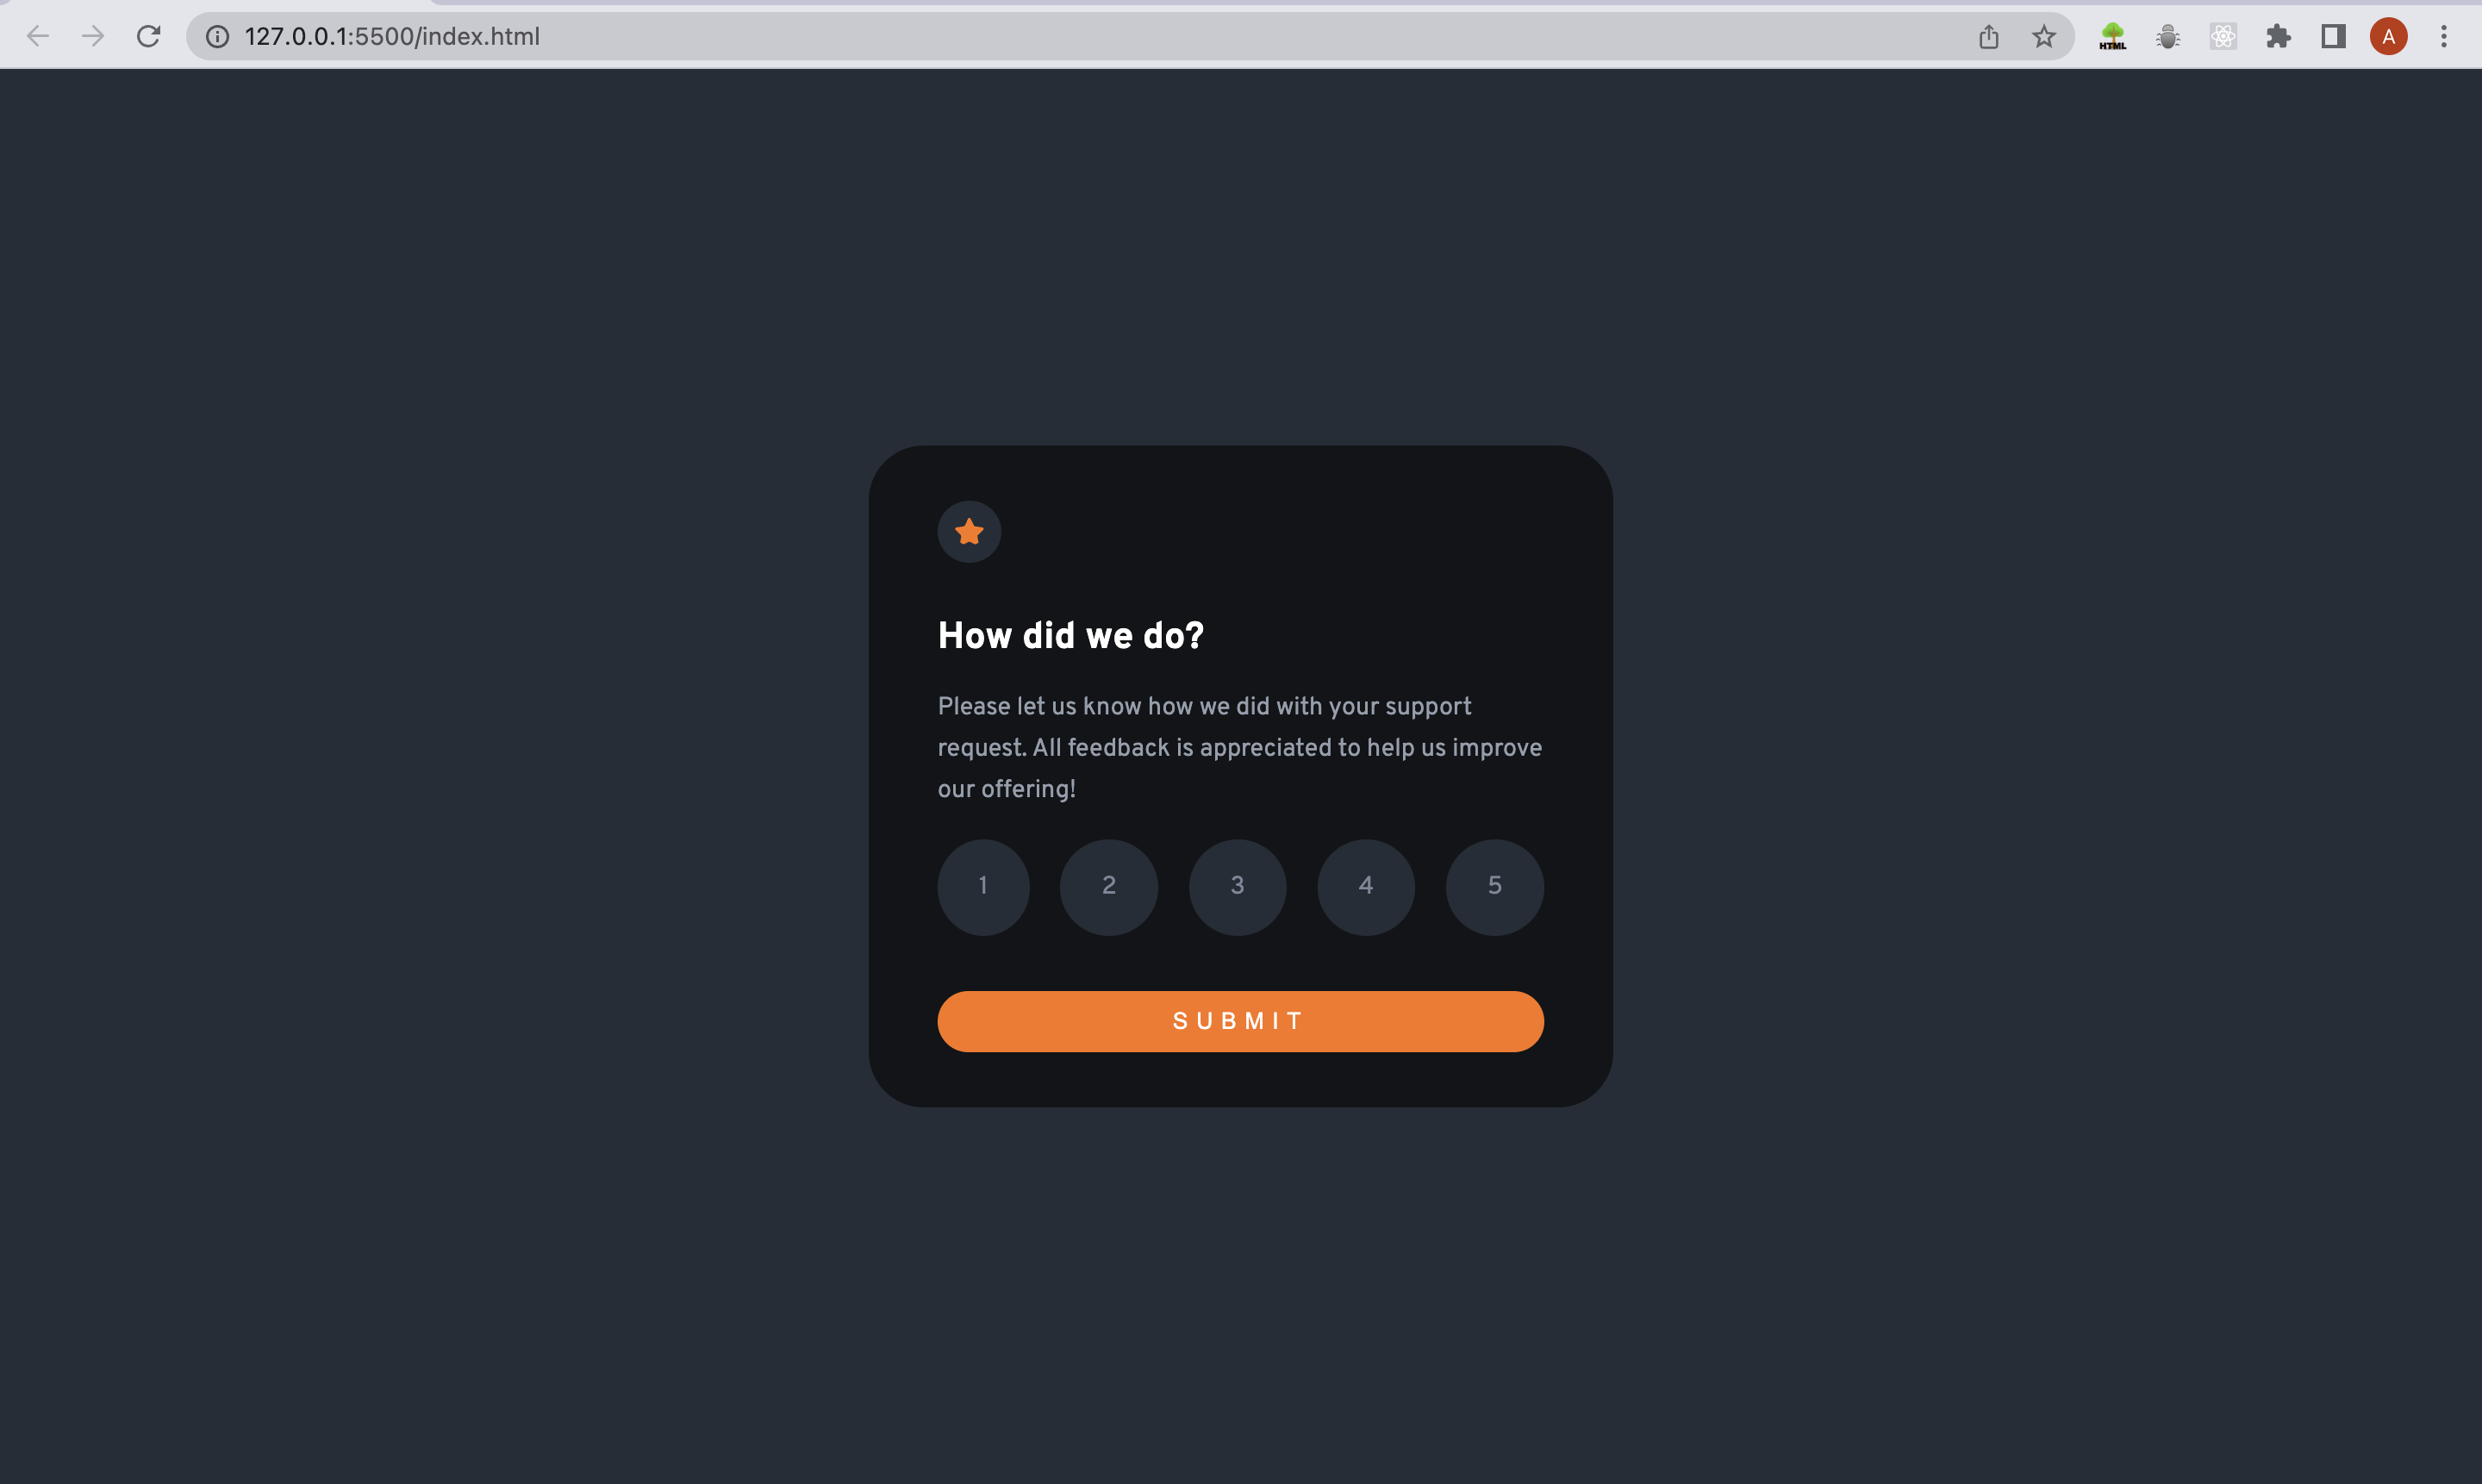 127.0.0.1:5500/index.html
HTML
A
How did we do?
Please let us know how we did with your support
request. All feedback is appreciated to help us improve
our offering!
1 2 3 4 5
SUBMIT